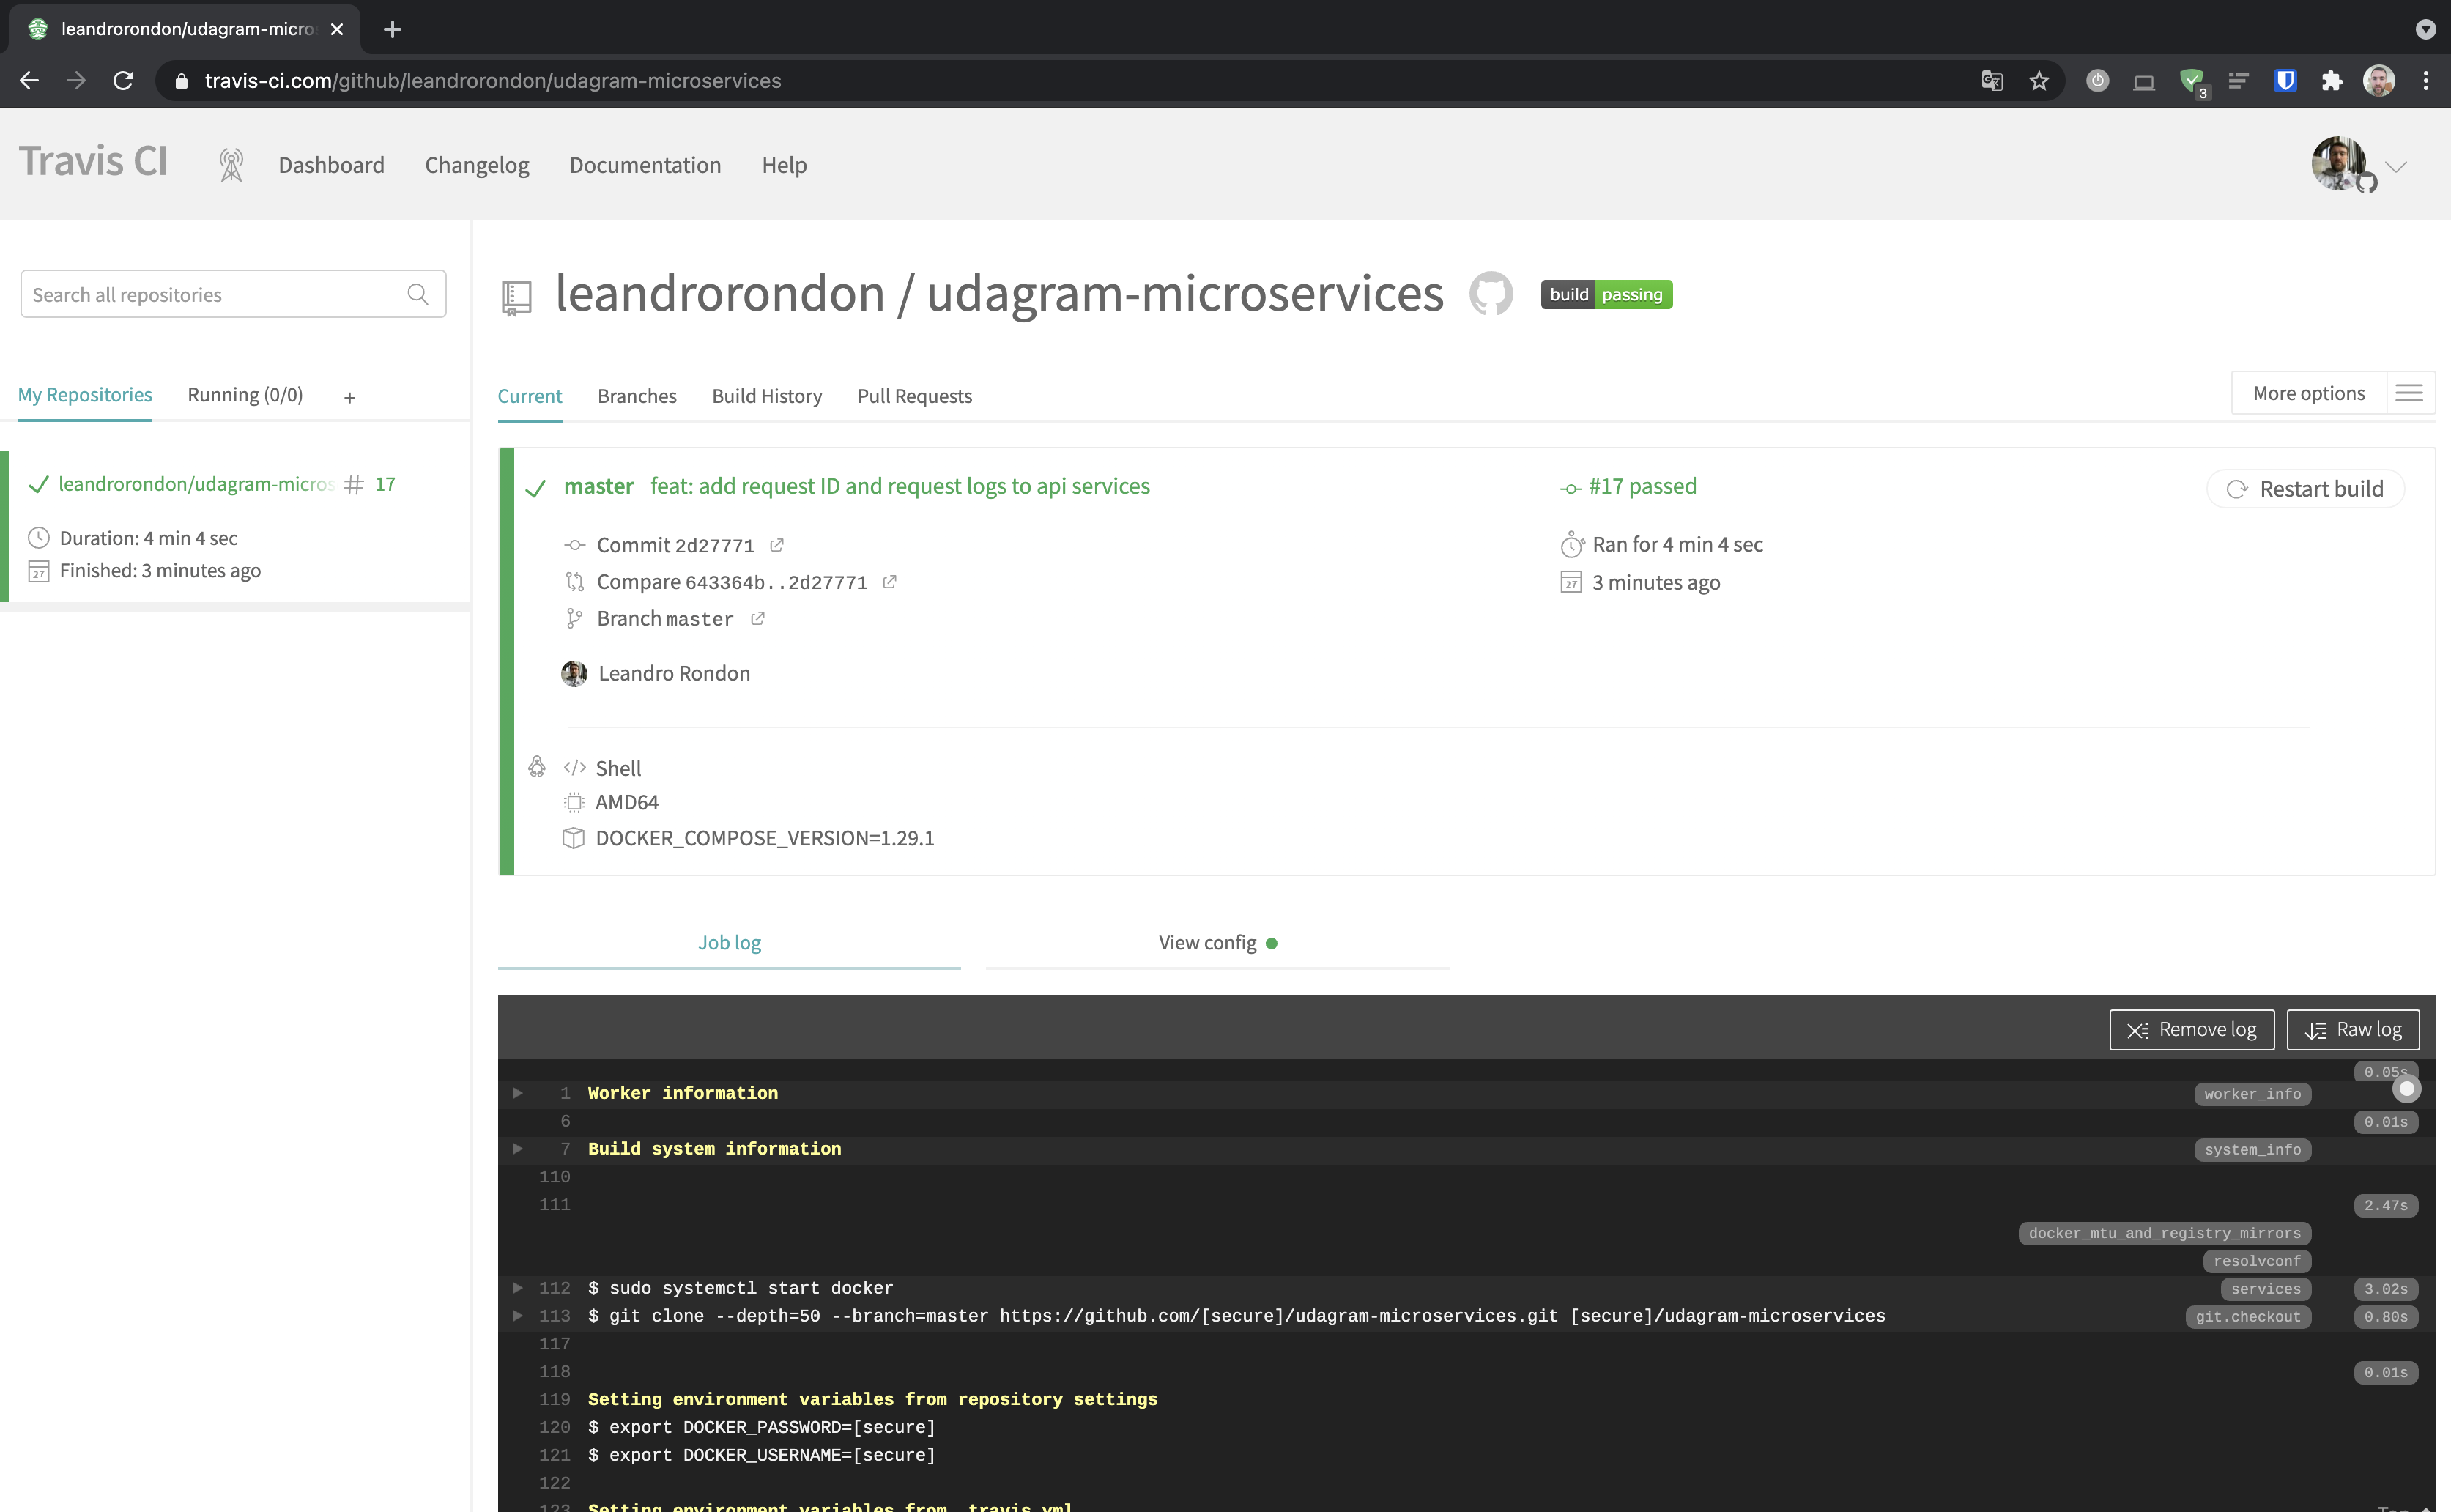 leandrorondon/udagram-micro
travis-ci.com/github/leandrorondon/udagram-microservices
3
Travis CI
Dashboard
Changelog
Documentation
Help
Search all repositories
leandrorondon / udagram-microservices
build passing
My Repositories
Running (0/0)
+
Current
Branches
Build History
Pull Requests
More options
leandrorondon/udagram-micros # 17
Duration: 4 min 4 sec
Finished: 3 minutes ago
master feat: add request ID and request logs to api services
Commit 2d27771
Compare 643364b..2d27771
Branch master
Leandro Rondon
#17 passed
Ran for 4 min 4 sec
27 3 minutes ago
Restart build
</> Shell
AMD64
DOCKER_COMPOSE_VERSION=1.29.1
Job log
View config
Remove log
Raw log
0.05s
1 Worker information worker_info
6 0.01s
7 Build system information system_info
110
111 2.47s
docker_mtu_and_registry_mirrors
resolvconf
112 $ sudo systemctl start docker services 3.02s
113 $ git clone --depth=50 --branch=master https://github.com/[secure]/udagram-microservices.git [secure]/udagram-microservices git.checkout 0.80s
117
118 0.01s
119 Setting environment variables from repository settings
120 $ export DOCKER_PASSWORD=[secure]
121 $ export DOCKER_USERNAME=[secure]
122
123 Setting environment variables from .travis.yml
Top